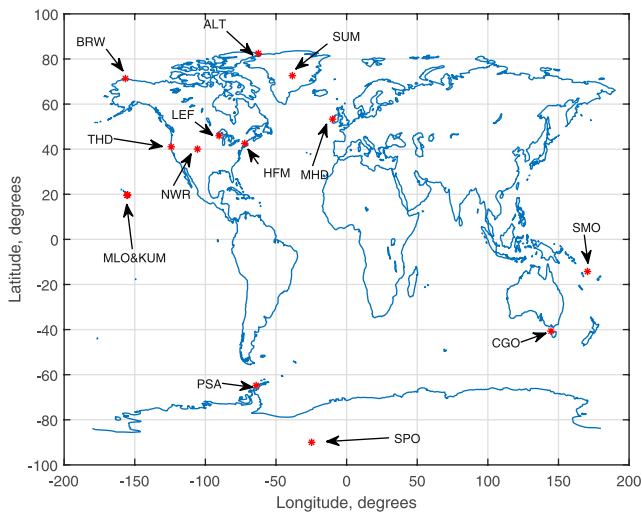 ALT
SUM
BRW
LEF
THD
NWR
HFM
MHD
MLO&KUM
SMO
CGO
PSA
SPO
100
80
60
40
20
0
-20
-40
-60
-80
-100
Latitude, degrees
-200 -150 -100 -50 0 50 100 150 200
Longitude, degrees